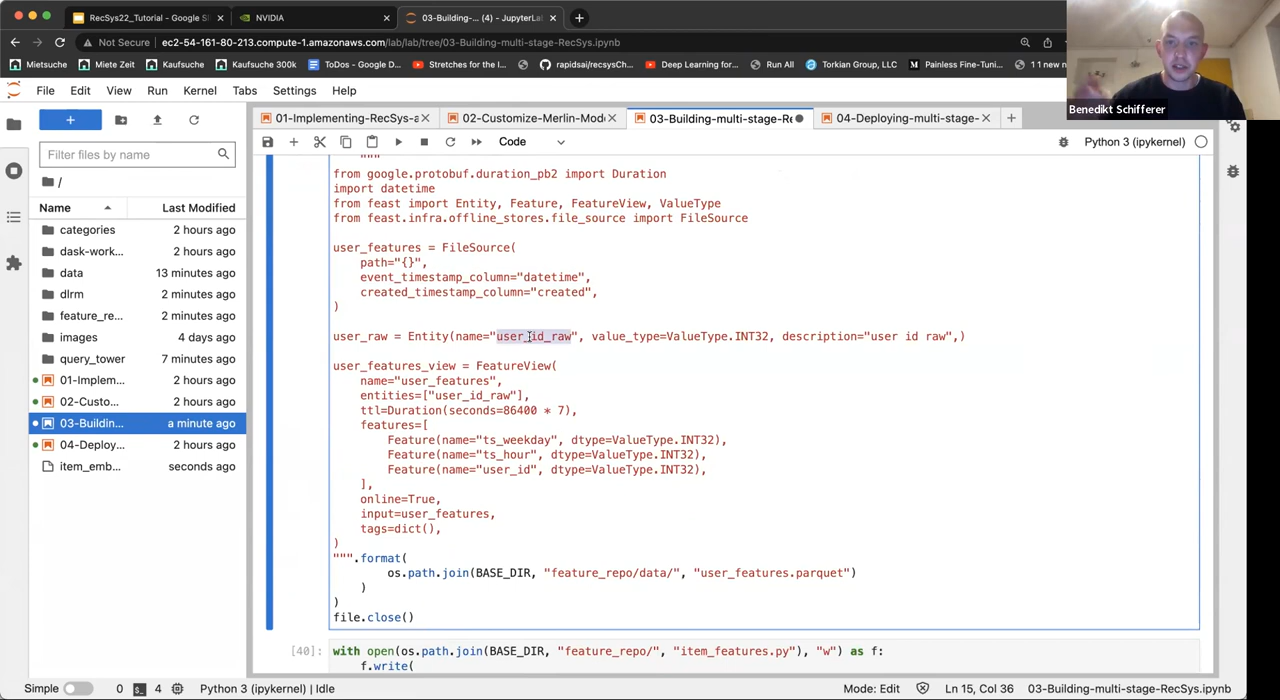 RecSys22_Tutorial - Google Sl
NVIDIA
03-Building-... (4) - JupyterLab
Not Secure | ec2-54-161-80-213.compute-1.amazonaws.com/lab/lab/tree/03-Building-multi-stage-RecSys.ipynb
Mietsuche
Miete Zeit
Kaufsuche
Kaufsuche 300k
ToDos - Google D...
Stretches for the l...
rapidsai/recsysCh...
Deep Learning for...
Run All
Torkian Group, LLC
Painless Fine-Tuni...
1 1 new n
Benedikt Schifferer
File Edit View Run Kernel Tabs Settings Help
01-Implementing-RecSys-a
02-Customize-Merlin-Mode
03-Building-multi-stage-Re
04-Deploying-multi-stage-
Code
Python 3 (ipykernel)
Filter files by name
/
Name Last Modified
categories 2 hours ago
dask-work... 2 hours ago
data 13 minutes ago
dlrm 2 minutes ago
feature_re... 2 minutes ago
images 4 days ago
query_tower 7 minutes ago
01-Implem... 2 hours ago
02-Custo... 2 hours ago
03-Buildin... a minute ago
04-Deploy... 2 hours ago
item_emb... seconds ago
"""
from google.protobuf.duration_pb2 import Duration
import datetime
from feast import Entity, Feature, FeatureView, ValueType
from feast.infra.offline_stores.file_source import FileSource
user_features = FileSource(
path="{}",
event_timestamp_column="datetime",
created_timestamp_column="created",
)
user_raw = Entity(name="user_id_raw", value_type=ValueType.INT32, description="user id raw",)
user_features_view = FeatureView(
name="user_features",
entities=["user_id_raw"],
ttl=Duration(seconds=86400 * 7),
features=[
Feature(name="ts_weekday", dtype=ValueType.INT32),
Feature(name="ts_hour", dtype=ValueType.INT32),
Feature(name="user_id", dtype=ValueType.INT32),
],
online=True,
input=user_features,
tags=dict(),
)
""".format(
os.path.join(BASE_DIR, "feature_repo/data/", "user_features.parquet")
)
)
file.close()
[40]: with open(os.path.join(BASE_DIR, "feature_repo/", "item_features.py"), "w") as f:
f.write(
Simple 0 4 Python 3 (ipykernel) | Idle
Mode: Edit Ln 15, Col 36 03-Building-multi-stage-RecSys.ipynb